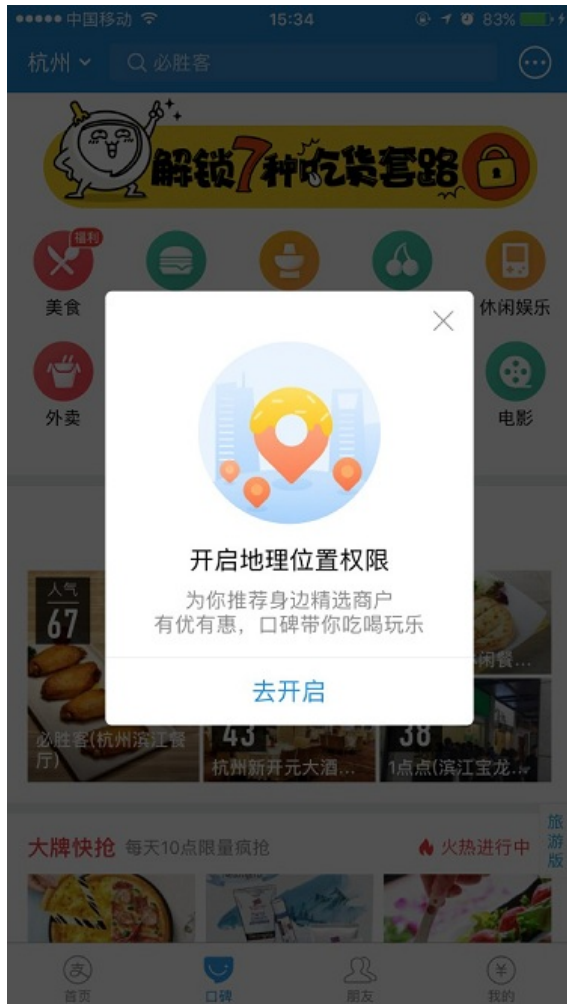 中国移动
15:34
83%
杭州
必胜客
解锁7种吃货套路
福利
美食
休闲娱乐
外卖
电影
开启地理位置权限
为你推荐身边精选商户
有优有惠，口碑带你吃喝玩乐
去开启
人气
67
闲餐...
必胜客(杭州滨江餐厅)
43
杭州新开元大酒...
38
1点点(滨江宝龙...
旅游版
大牌快抢
每天10点限量疯抢
火热进行中
支
首页
口碑
朋友
¥
我的